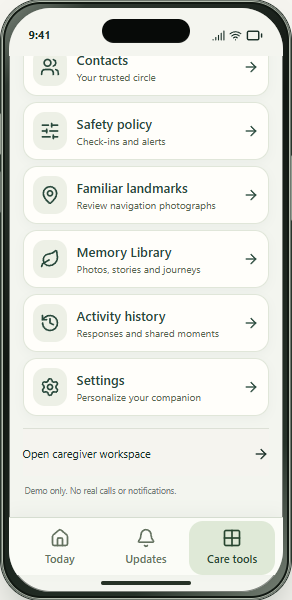 9:41
Contacts
Your trusted circle
Safety policy
Check-ins and alerts
Familiar landmarks
Review navigation photographs
Memory Library
Photos, stories and journeys
Activity history
Responses and shared moments
Settings
Personalize your companion
Open caregiver workspace
Demo only. No real calls or notifications.
Today
Updates
Care tools